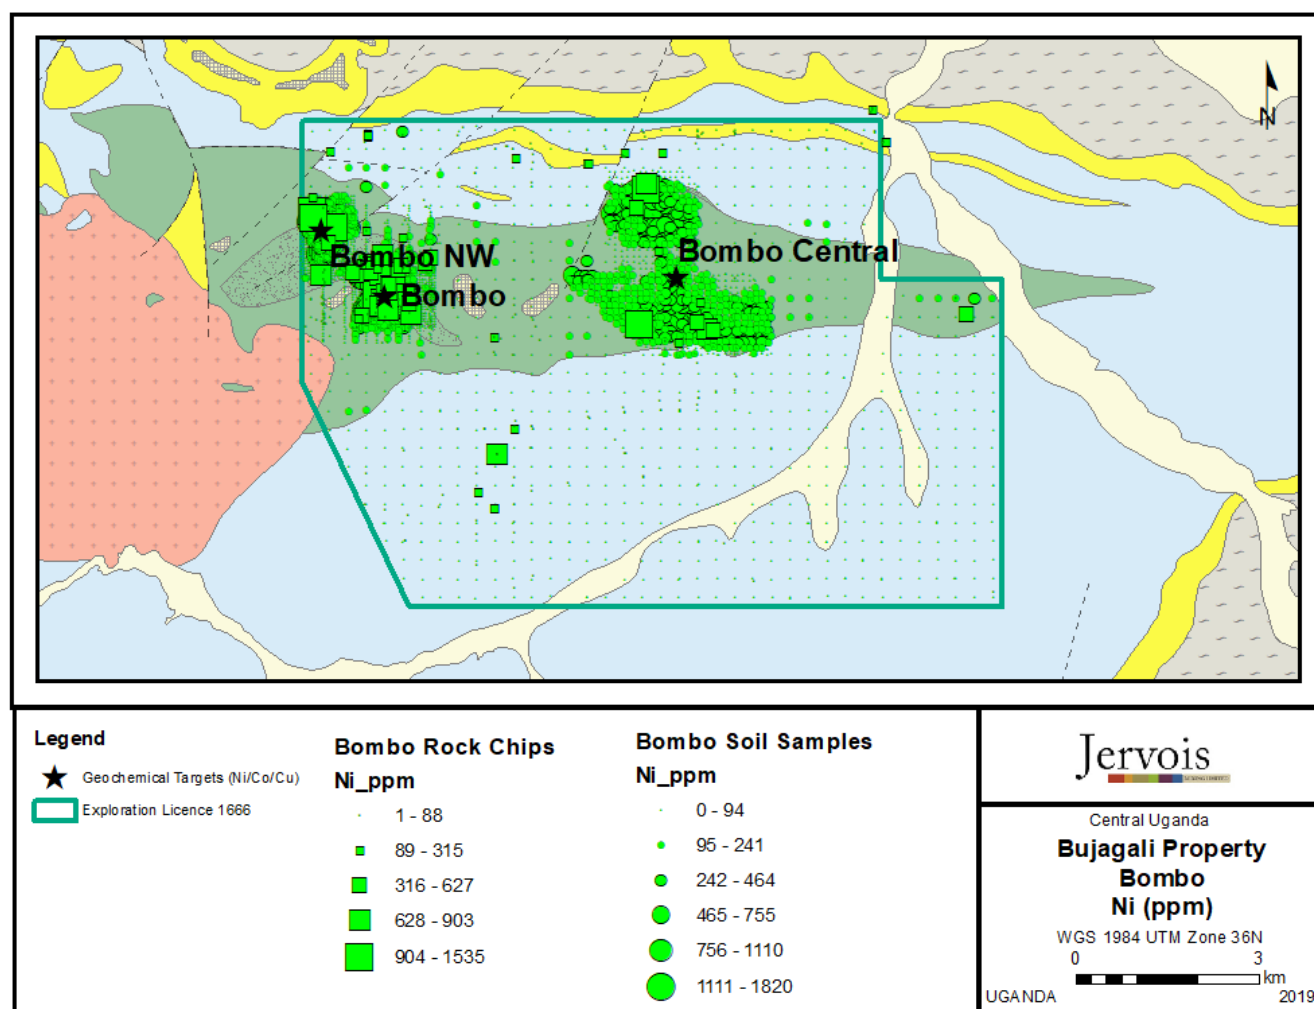 N
Bombo Central
Bombo NW
Bombo
Legend
Geochemical Targets (Ni/Co/Cu)
Exploration Licence 1666
Bombo Rock Chips
Ni_ppm
1 - 88
89 - 315
316 - 627
628 - 903
904 - 1535
Bombo Soil Samples
Ni_ppm
0 - 94
95 - 241
242 - 464
465 - 755
756 - 1110
1111 - 1820
Jervois
Central Uganda
Bujagali Property
Bombo
Ni (ppm)
WGS 1984 UTM Zone 36N
0 3
km
UGANDA 2019